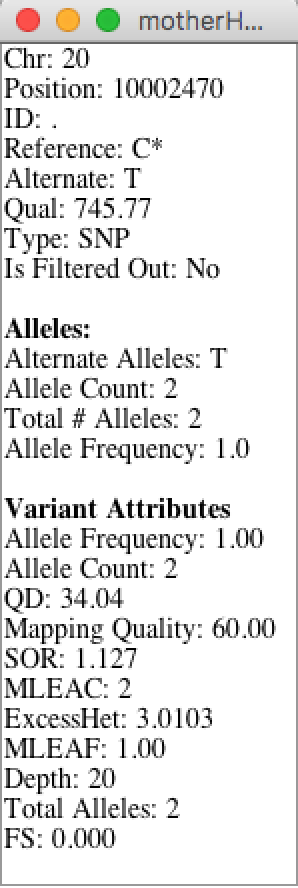 motherH...
Chr: 20
Position: 10002470
ID: .
Reference: C*
Alternate: T
Qual: 745.77
Type: SNP
Is Filtered Out: No
Alleles:
Alternate Alleles: T
Allele Count: 2
Total # Alleles: 2
Allele Frequency: 1.0
Variant Attributes
Allele Frequency: 1.00
Allele Count: 2
QD: 34.04
Mapping Quality: 60.00
SOR: 1.127
MLEAC: 2
ExcessHet: 3.0103
MLEAF: 1.00
Depth: 20
Total Alleles: 2
FS: 0.000